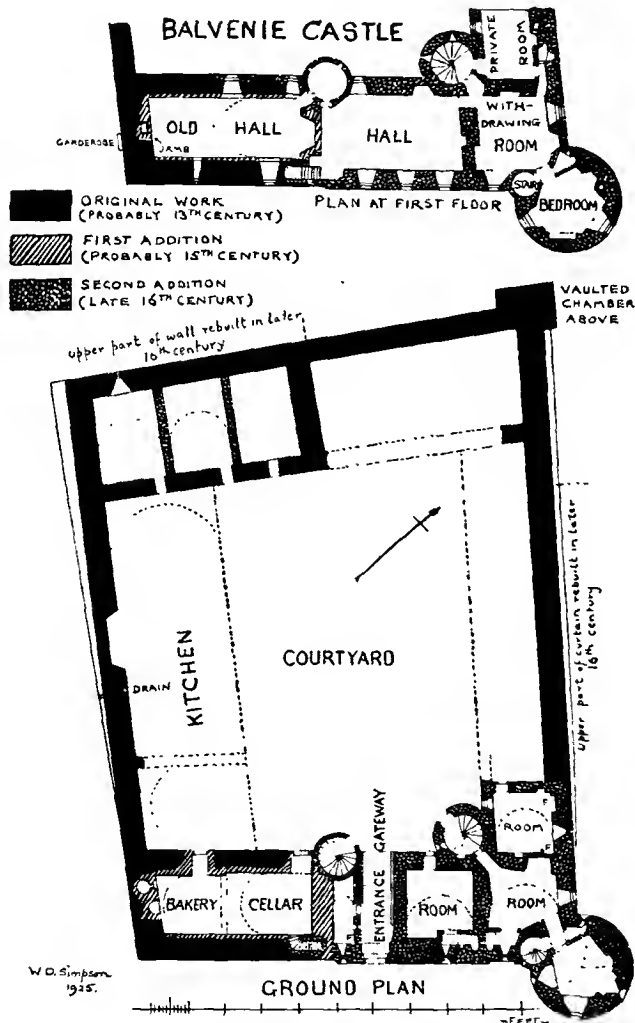 BALVENIE CASTLE
PRIVATE
ROOM
OLD HALL
HALL
WITH-
DRAWING
ROOM
GARDEROBE
JAMB
STAIR
BEDROOM
PLAN AT FIRST FLOOR
ORIGINAL WORK
(PROBABLY 13TH CENTURY)
FIRST ADDITION
(PROBABLY 15TH CENTURY)
SECOND ADDITION
(LATE 16TH CENTURY)
VAULTED
CHAMBER
ABOVE
upper part of wall rebuilt in later
16th century
upper part of curtain rebuilt in later
16th century
COURTYARD
KITCHEN
DRAIN
ENTRANCE GATEWAY
F
ROOM
F
BAKERY
CELLAR
ROOM
ROOM
W.D. Simpson
1925.
GROUND PLAN
FEET